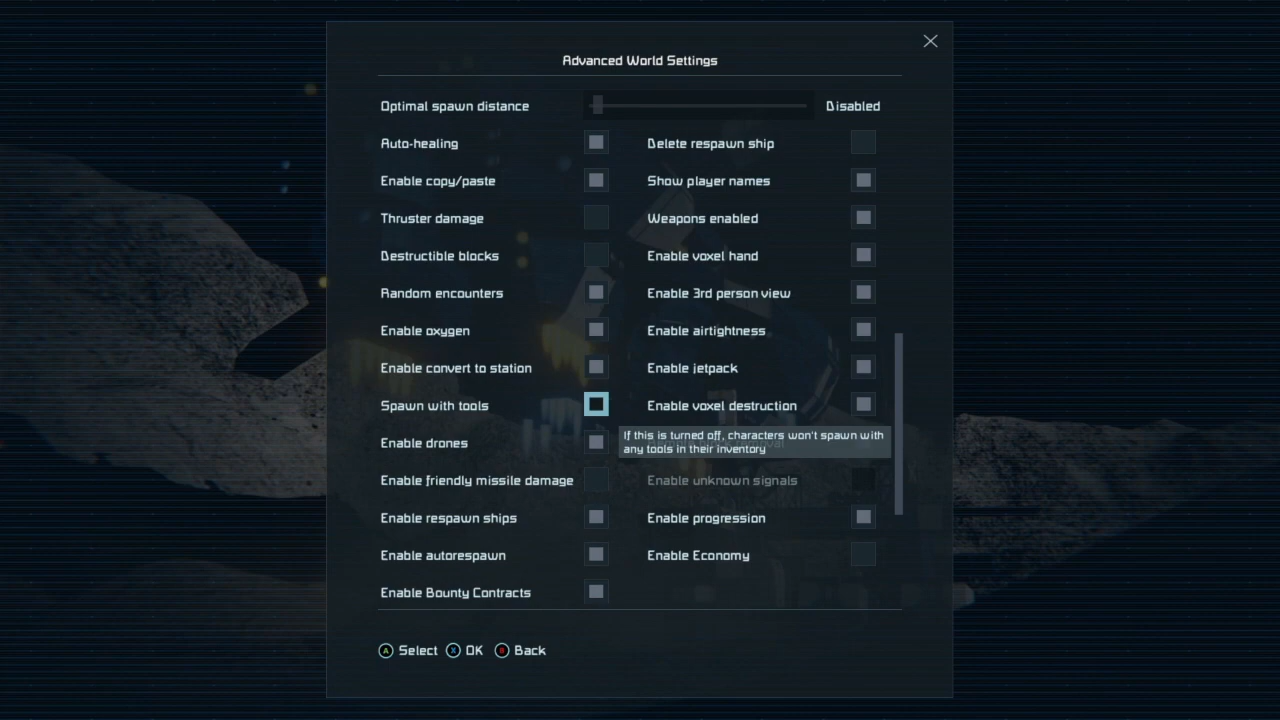 Advanced World Settings
Optimal spawn distance Disabled
Auto-healing Delete respawn ship
Enable copy/paste Show player names
Thruster damage Weapons enabled
Destructible blocks Enable voxel hand
Random encounters Enable 3rd person view
Enable oxygen Enable airtightness
Enable convert to station Enable jetpack
Spawn with tools Enable voxel destruction
If this is turned off, characters won't spawn with
any tools in their inventory
Enable drones
Enable friendly missile damage Enable unknown signals
Enable respawn ships Enable progression
Enable autorespawn Enable Economy
Enable Bounty Contracts
A Select X OK B Back